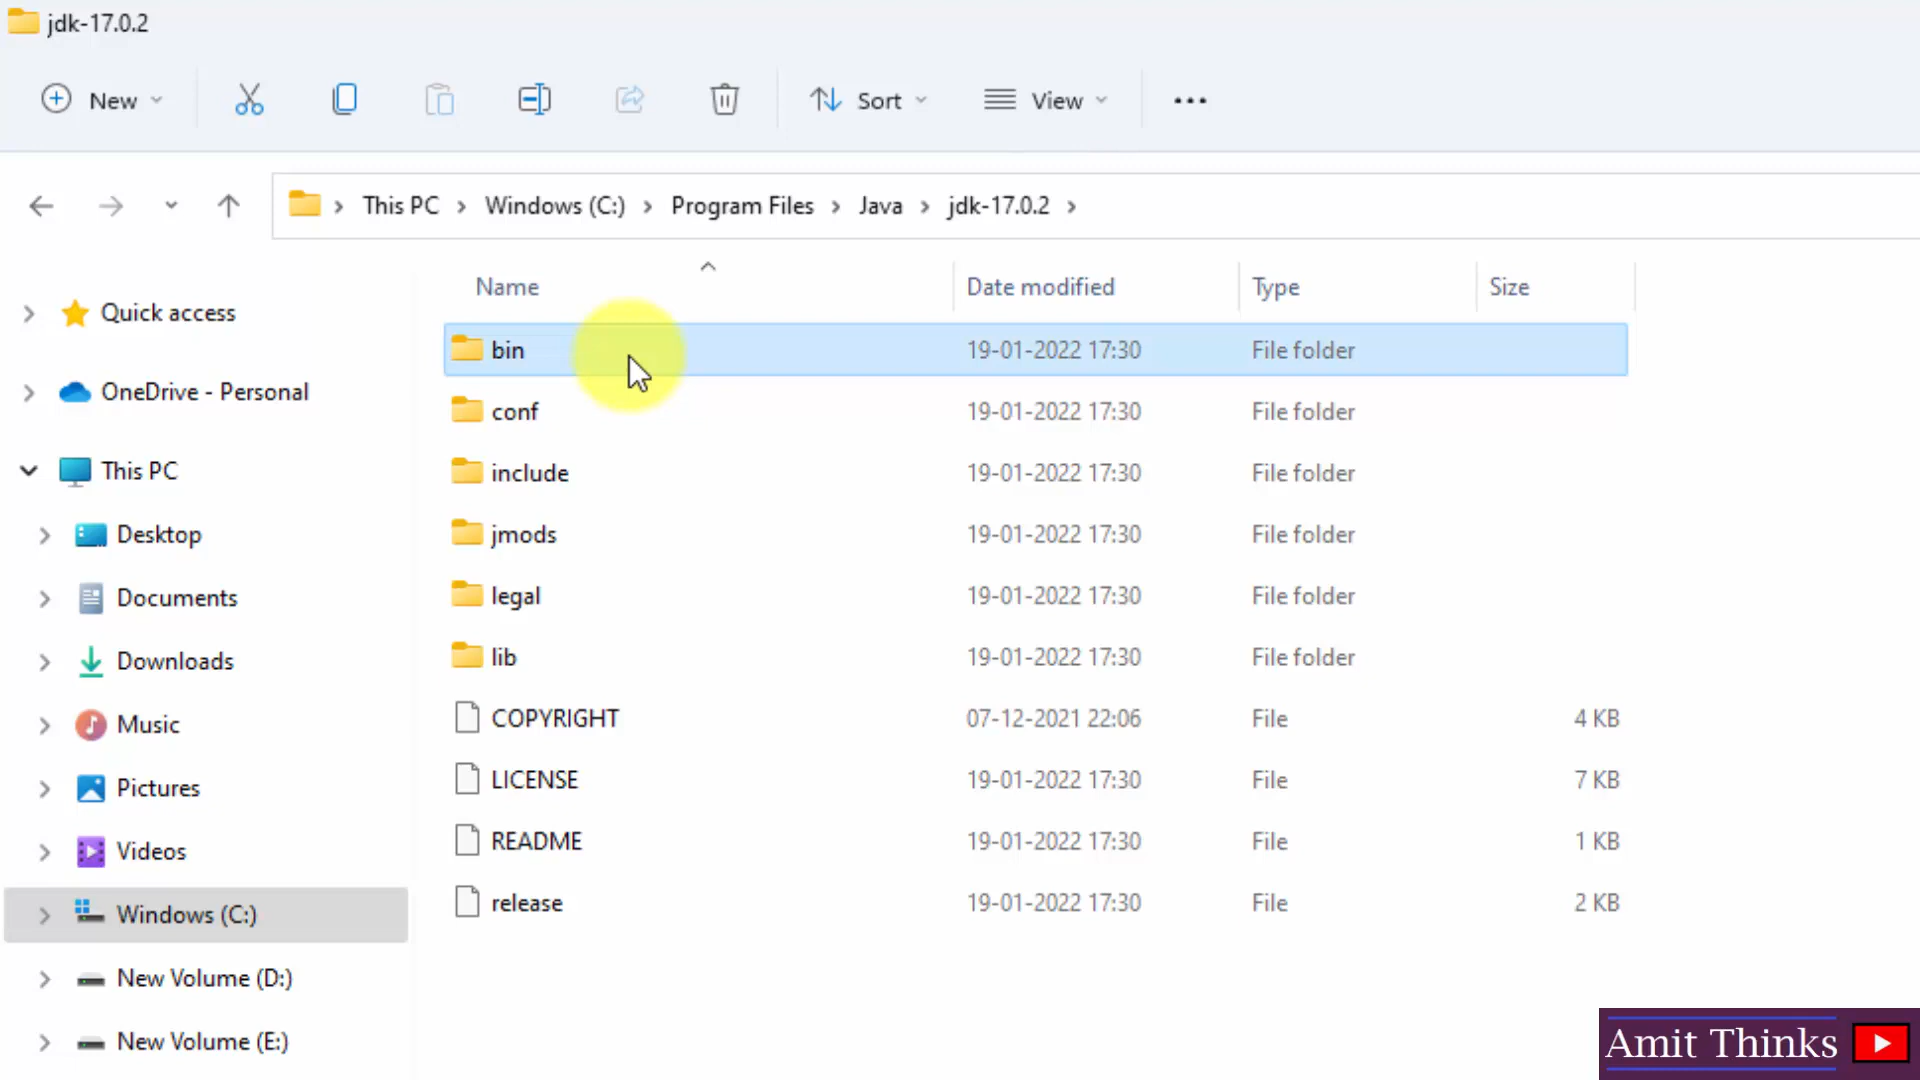 jdk-17.0.2
New Sort View
This PC Windows (C:) Program Files Java jdk-17.0.2
Name Date modified Type Size
Quick access
OneDrive - Personal
This PC
Desktop
Documents
Downloads
Music
Pictures
Videos
Windows (C:)
New Volume (D:)
New Volume (E:)
bin 19-01-2022 17:30 File folder
conf 19-01-2022 17:30 File folder
include 19-01-2022 17:30 File folder
jmods 19-01-2022 17:30 File folder
legal 19-01-2022 17:30 File folder
lib 19-01-2022 17:30 File folder
COPYRIGHT 07-12-2021 22:06 File 4 KB
LICENSE 19-01-2022 17:30 File 7 KB
README 19-01-2022 17:30 File 1 KB
release 19-01-2022 17:30 File 2 KB
Amit Thinks